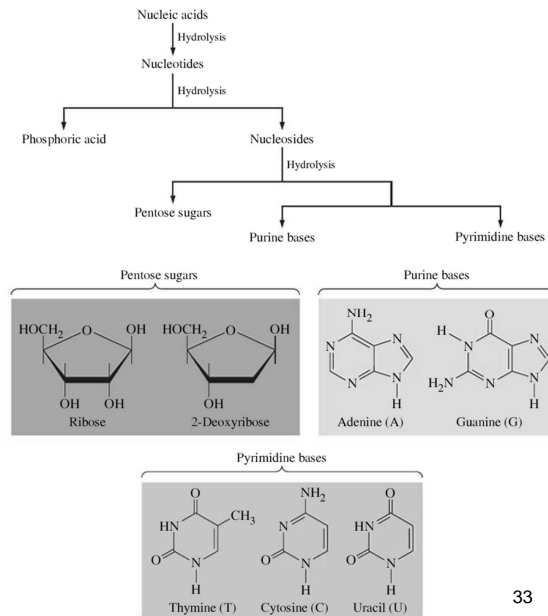 Nucleic acids
Hydrolysis
Nucleotides
Hydrolysis
Phosphoric acid
Nucleosides
Hydrolysis
Pentose sugars
Purine bases
Pyrimidine bases
Pentose sugars
HOCH2 O OH
OH OH
Ribose
HOCH2 O OH
OH
2-Deoxyribose
Purine bases
NH2
N N
N N
H
Adenine (A)
O
H N N
H2N N N
H
Guanine (G)
Pyrimidine bases
O
HN CH3
O N
H
Thymine (T)
NH2
N
O N
H
Cytosine (C)
O
HN
O N
H
Uracil (U)
33